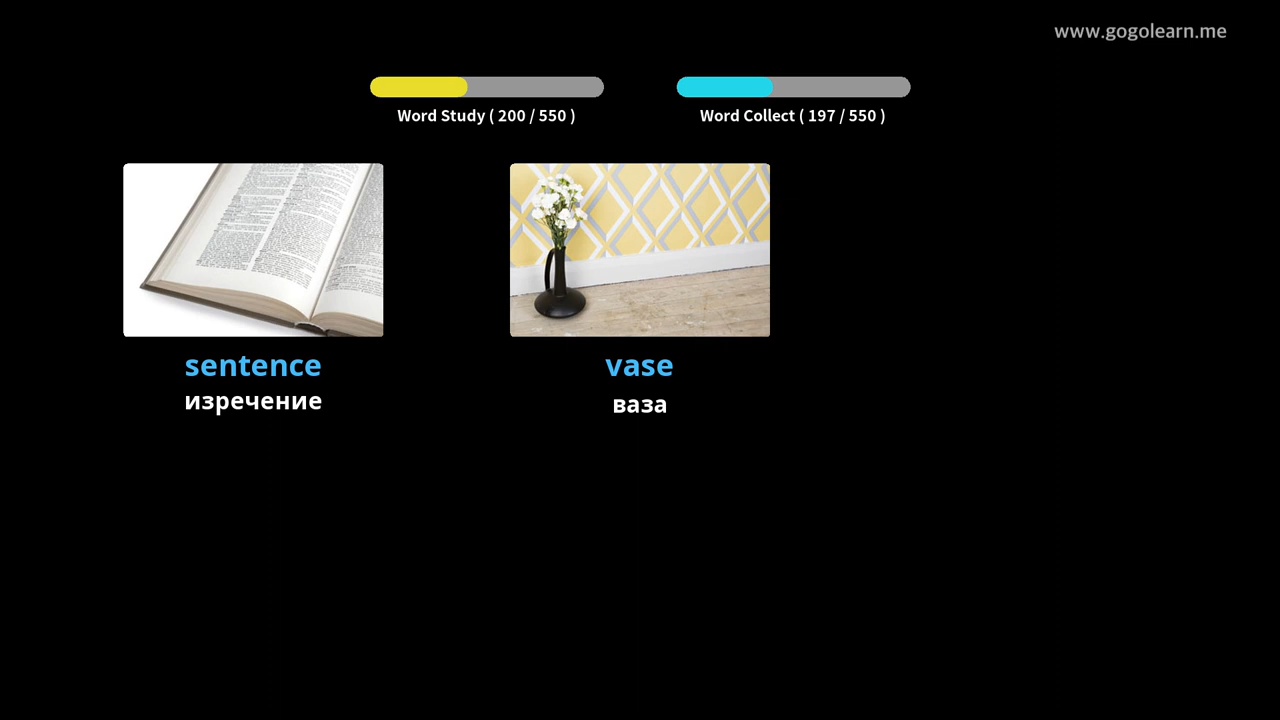 www.gogolearn.me
Word Study ( 200 / 550 )
Word Collect ( 197 / 550 )
sentence
изречение
vase
ваза